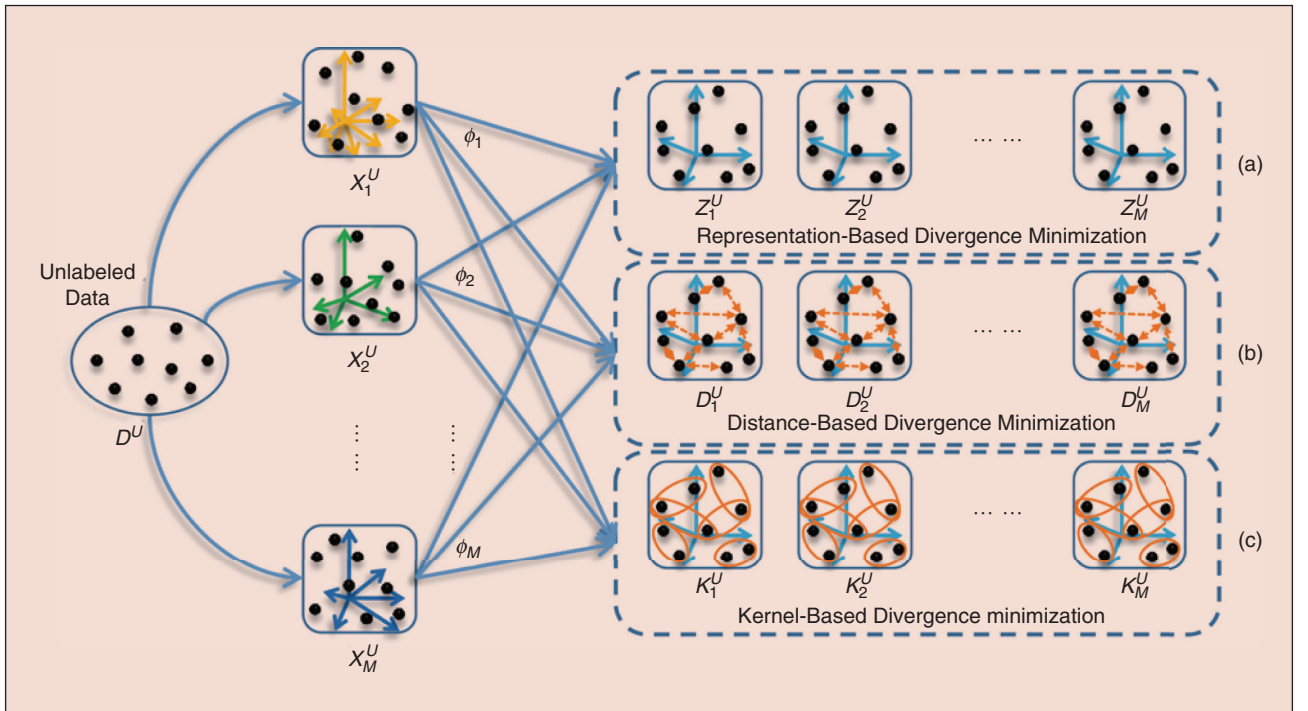 Unlabeled
Data
D^U
X_1^U
X_2^U
⋮ ⋮
X_M^U
ϕ_1
ϕ_2
ϕ_M
Z_1^U Z_2^U … … Z_M^U
Representation-Based Divergence Minimization
(a)
D_1^U D_2^U … … D_M^U
Distance-Based Divergence Minimization
(b)
K_1^U K_2^U … … K_M^U
Kernel-Based Divergence minimization
(c)